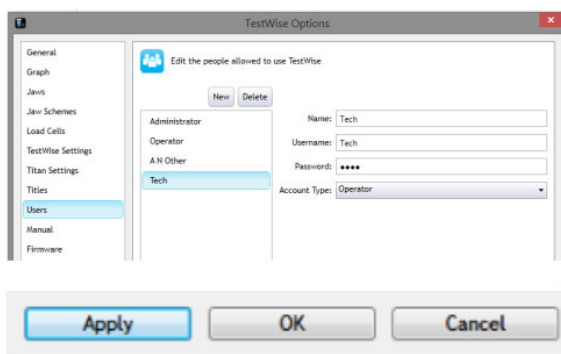 TestWise Options
General
Graph
Jaws
Jaw Schemes
Load Cells
TestWise Settings
Titan Settings
Titles
Users
Manual
Firmware
Edit the people allowed to use TestWise
New Delete
Administrator
Operator
A N Other
Tech
Name: Tech
Username: Tech
Password: ••••
Account Type: Operator
Apply OK Cancel